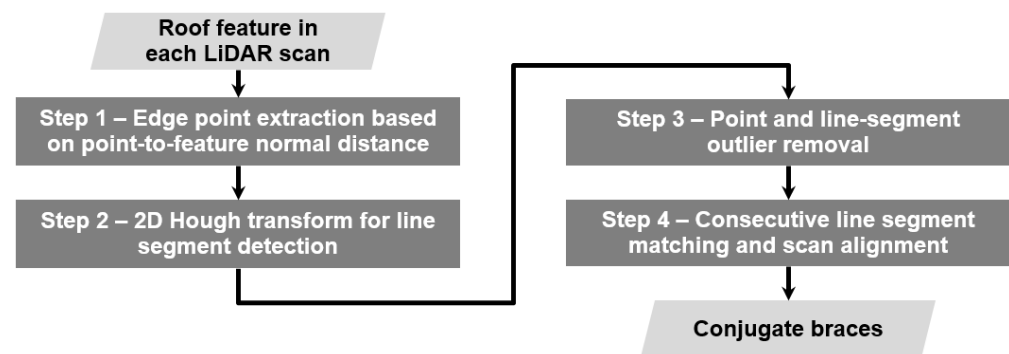 Roof feature in
each LiDAR scan
Step 1 – Edge point extraction based
on point-to-feature normal distance
Step 2 – 2D Hough transform for line
segment detection
Step 3 – Point and line-segment
outlier removal
Step 4 – Consecutive line segment
matching and scan alignment
Conjugate braces